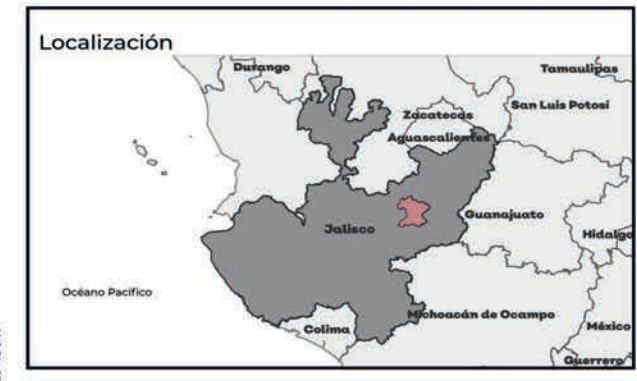 Localización
Durango
Tamaulipas
Zacatecas
San Luis Potosí
Aguascalientes
Jalisco
Guanajuato
Hidalgo
Océano Pacífico
Michoacán de Ocampo
Colima
México
Guerrero